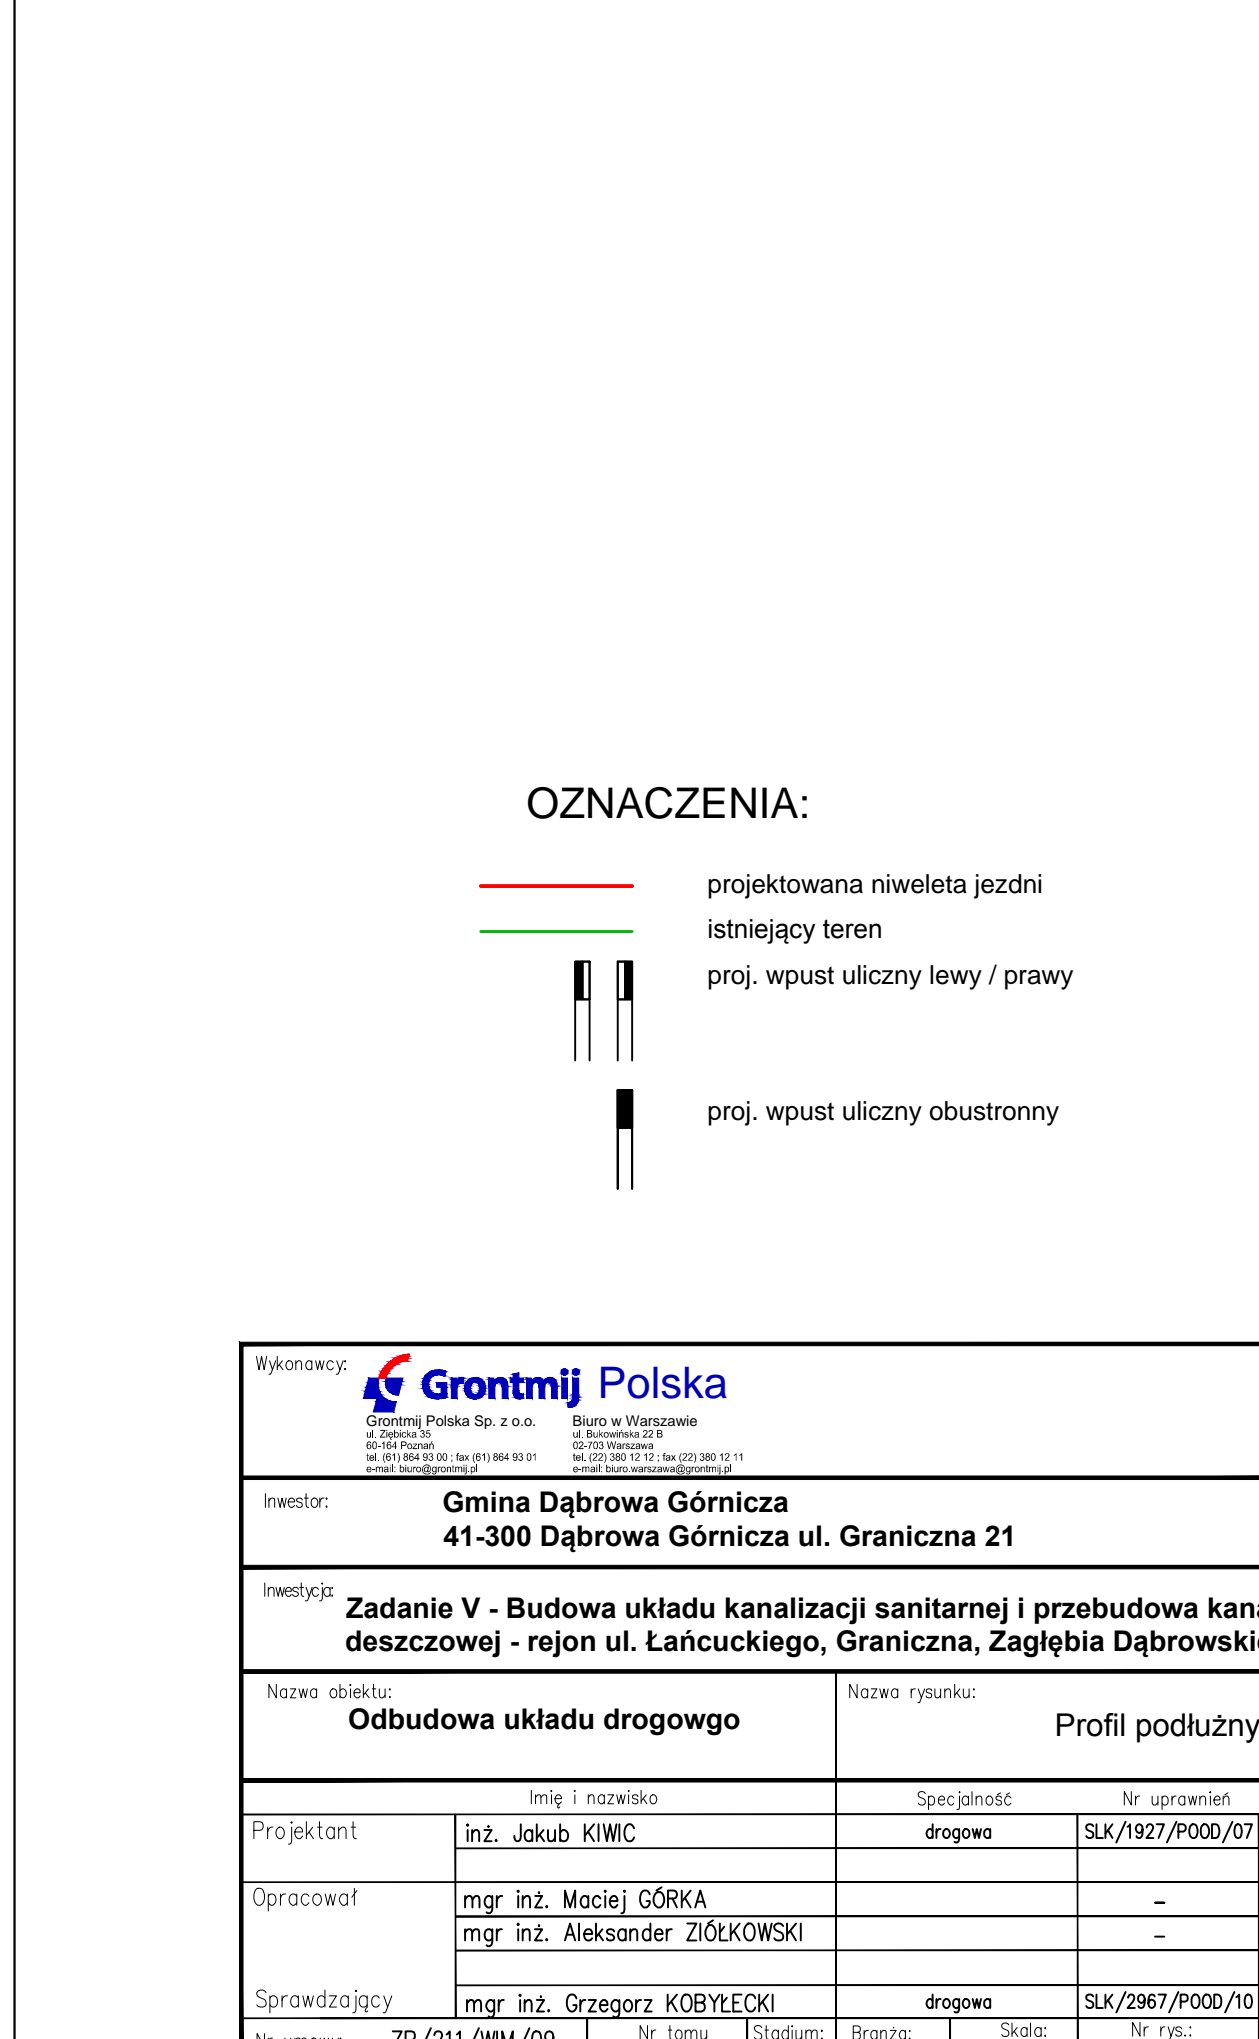 OZNACZENIA:
projektowana niweleta jezdni
istniejący teren
proj. wpust uliczny lewy / prawy
proj. wpust uliczny obustronny
Wykonawcy:
Grontmij Polska
Grontmij Polska Sp. z o.o.
ul. Ziębicka 35
60-164 Poznań
tel. (61) 864 93 00 ; fax (61) 864 93 01
e-mail: biuro@grontmij.pl
Biuro w Warszawie
ul. Bukowińska 22 B
02-703 Warszawa
tel. (22) 380 12 12 ; fax (22) 380 12 11
e-mail: biuro.warszawa@grontmij.pl
Inwestor:
Gmina Dąbrowa Górnicza
41-300 Dąbrowa Górnicza ul. Graniczna 21
Inwestycja:
Zadanie V - Budowa układu kanalizacji sanitarnej i przebudowa
deszczowej - rejon ul. Łańcuckiego, Graniczna, Zagłębia
Nazwa obiektu:
Odbudowa układu drogowgo
Nazwa rysunku:
Profil podłużny
Imię i nazwisko Specjalność Nr uprawnień
Projektant inż. Jakub KIWIC drogowa SLK/1927/POOD/07
Opracował mgr inż. Maciej GÓRKA –
mgr inż. Aleksander ZIÓŁKOWSKI –
Sprawdzający mgr inż. Grzegorz KOBYŁECKI drogowa SLK/2967/POOD/10
Nr umowy: ZP/211/WIM/09 Nr tomu Stadium: Branża: Skala: Nr rys.: